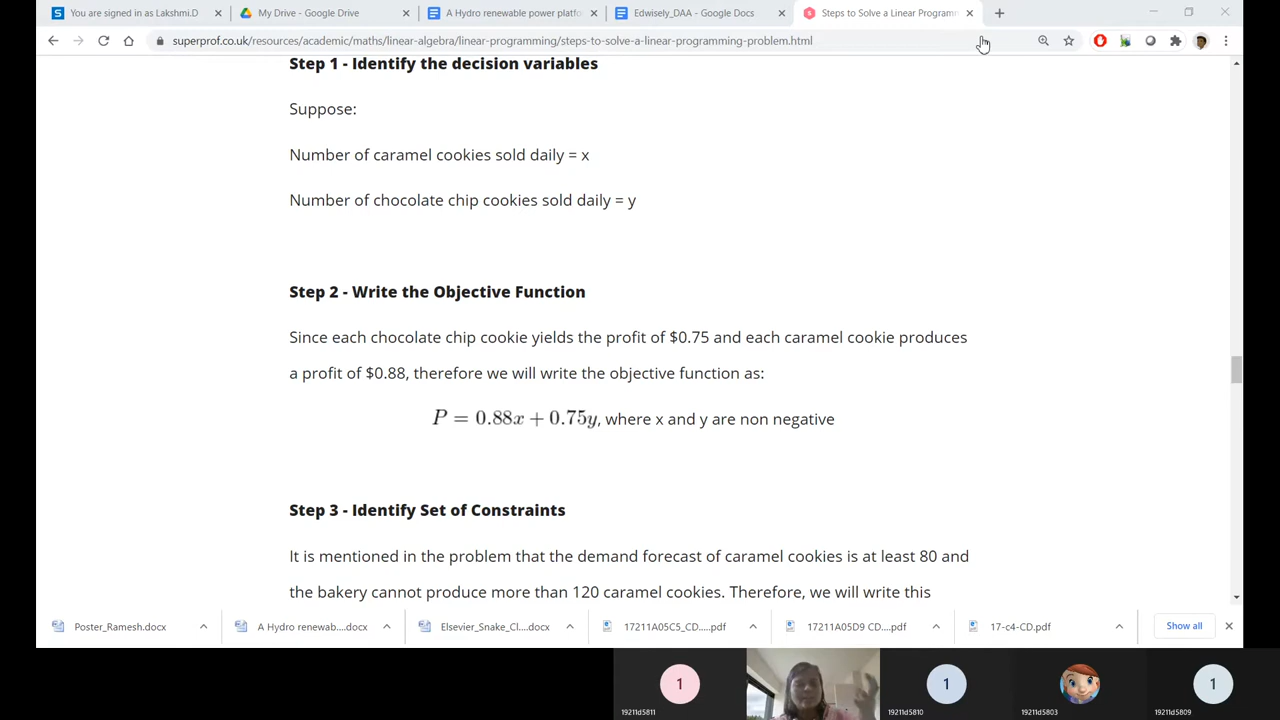 You are signed in as Lakshmi.D
My Drive - Google Drive
A Hydro renewable power platfo
Edwisely_DAA - Google Docs
Steps to Solve a Linear Program
superprof.co.uk/resources/academic/maths/linear-algebra/linear-programming/steps-to-solve-a-linear-programming-problem.html
Step 1 - Identify the decision variables
Suppose:
Number of caramel cookies sold daily = x
Number of chocolate chip cookies sold daily = y
Step 2 - Write the Objective Function
Since each chocolate chip cookie yields the profit of $0.75 and each caramel cookie produces
a profit of $0.88, therefore we will write the objective function as:
P = 0.88x + 0.75y, where x and y are non negative
Step 3 - Identify Set of Constraints
It is mentioned in the problem that the demand forecast of caramel cookies is at least 80 and
the bakery cannot produce more than 120 caramel cookies. Therefore, we will write this
Poster_Ramesh.docx
A Hydro renewab....docx
Elsevier_Snake_Cl....docx
17211A05C5_CD.....pdf
17211A05D9 CD....pdf
17-c4-CD.pdf
Show all
1
1
1
19211d5811
19211d5810
19211d5803
19211d5809